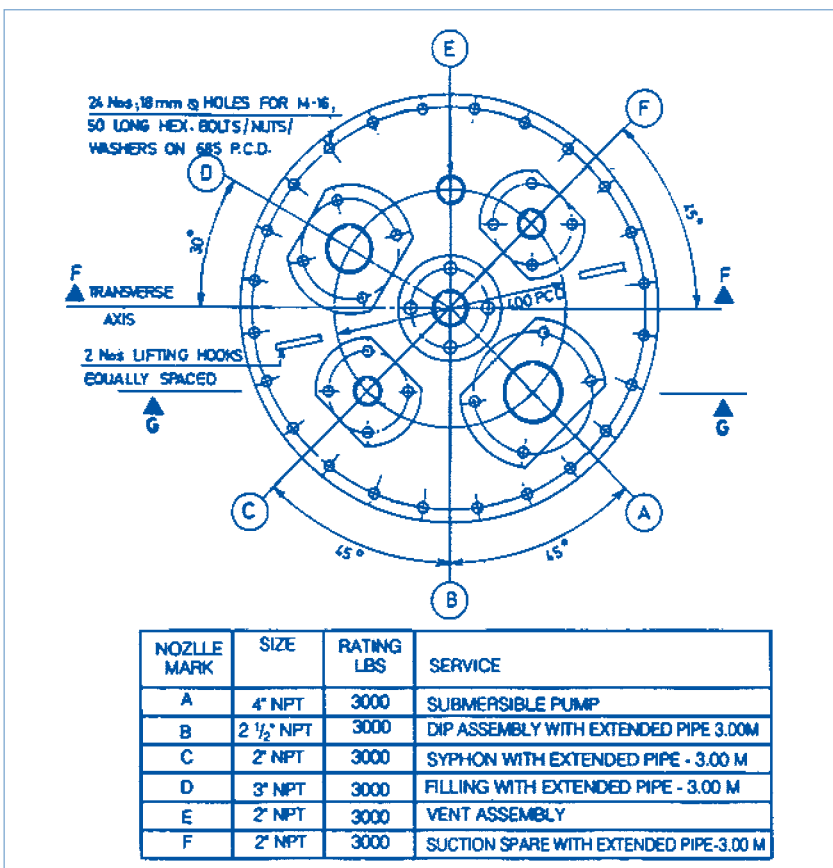 E
24 Nos; 18mm ⌀ HOLES FOR M-16,
50 LONG HEX. BOLTS/NUTS/
WASHERS ON 685 P.C.D.
F
D
30°
45°
F
TRANSVERSE
AXIS
F
400 PCD
2 Nos LIFTING HOOKS
EQUALLY SPACED
G
G
C
A
45°
45°
B
NOZLLE MARK
SIZE
RATING LBS
SERVICE
A 4" NPT 3000 SUBMERSIBLE PUMP
B 2 1/2" NPT 3000 DIP ASSEMBLY WITH EXTENDED PIPE 3.00M
C 2" NPT 3000 SYPHON WITH EXTENDED PIPE - 3.00 M
D 3" NPT 3000 FILLING WITH EXTENDED PIPE - 3.00 M
E 2" NPT 3000 VENT ASSEMBLY
F 2" NPT 3000 SUCTION SPARE WITH EXTENDED PIPE-3.00 M